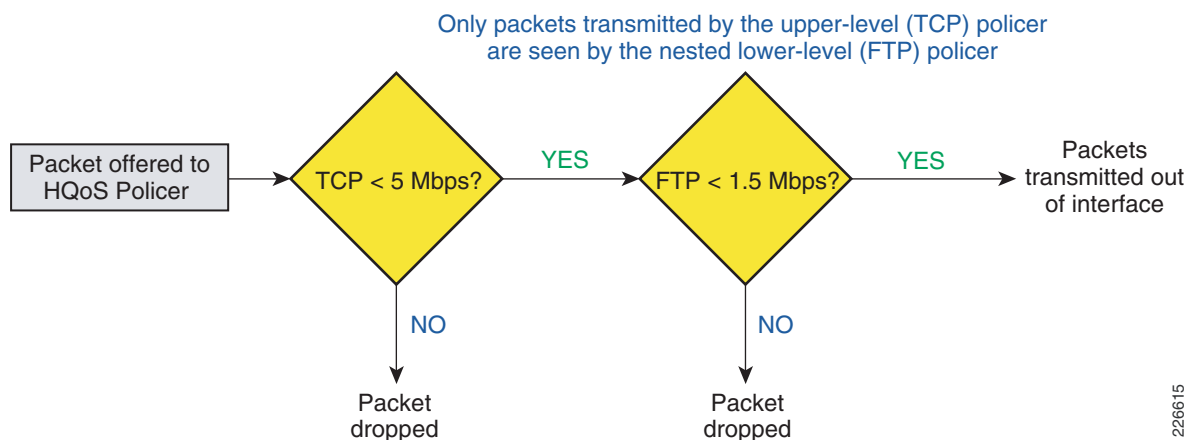 Only packets transmitted by the upper-level (TCP) policer
are seen by the nested lower-level (FTP) policer
Packet offered to
HQoS Policer
TCP < 5 Mbps?
YES
FTP < 1.5 Mbps?
YES
Packets
transmitted out
of interface
NO
NO
Packet
dropped
Packet
dropped
226615